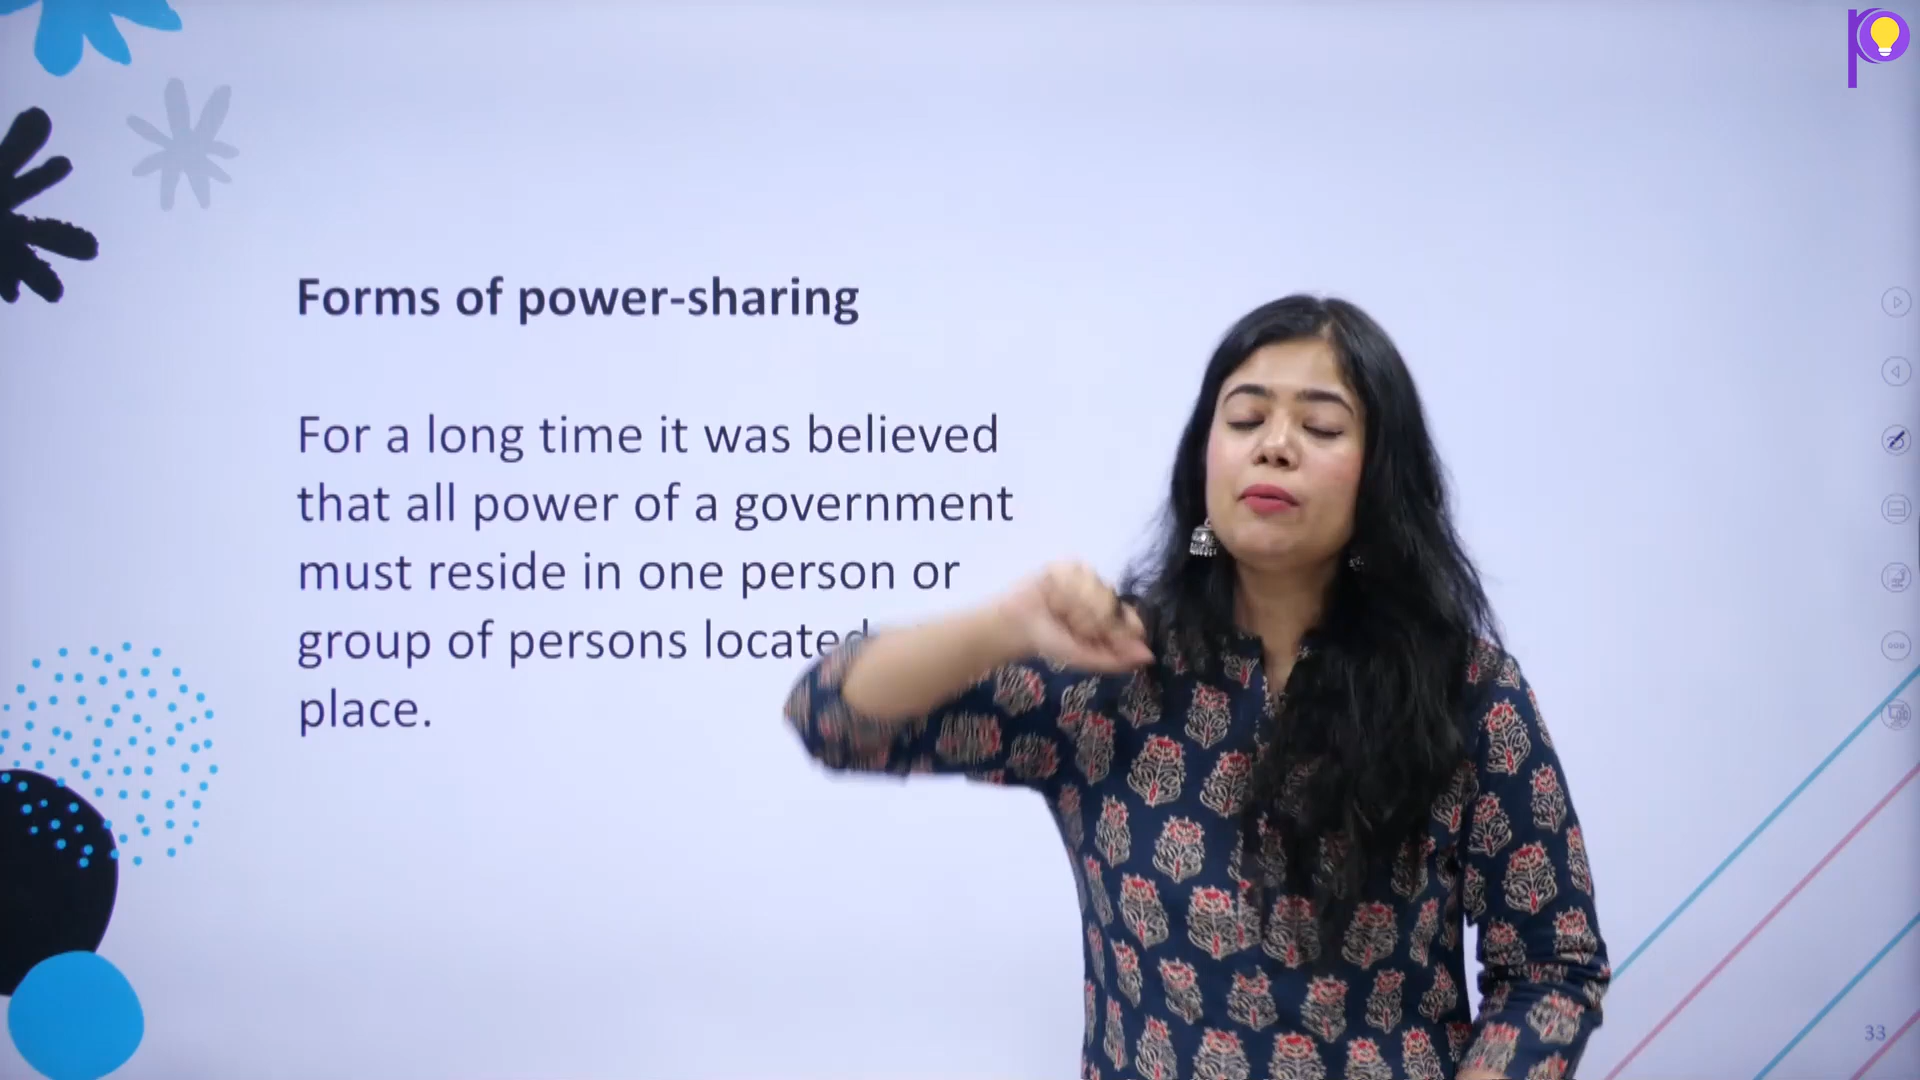 Forms of power-sharing
For a long time it was believed
that all power of a government
must reside in one person or
group of persons located
place.
33